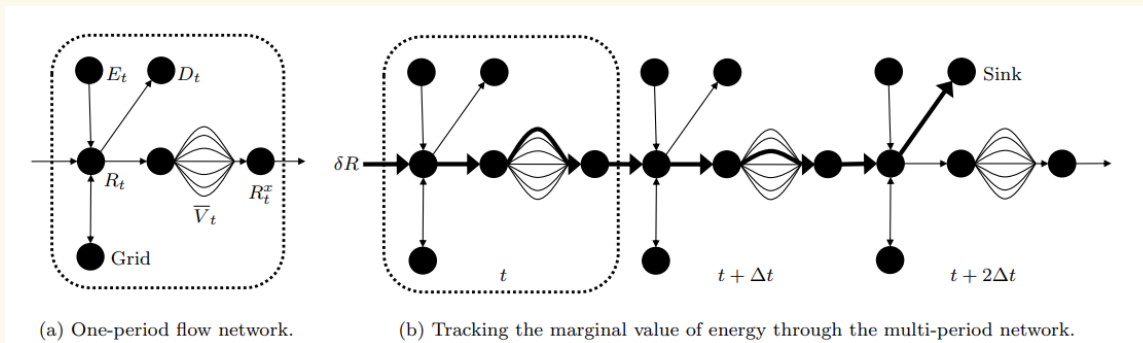 E_t
D_t
R_t
\overline{V}_t
R_t^x
Grid
(a) One-period flow network.
δR
Sink
t
t + Δt
t + 2Δt
(b) Tracking the marginal value of energy through the multi-period network.